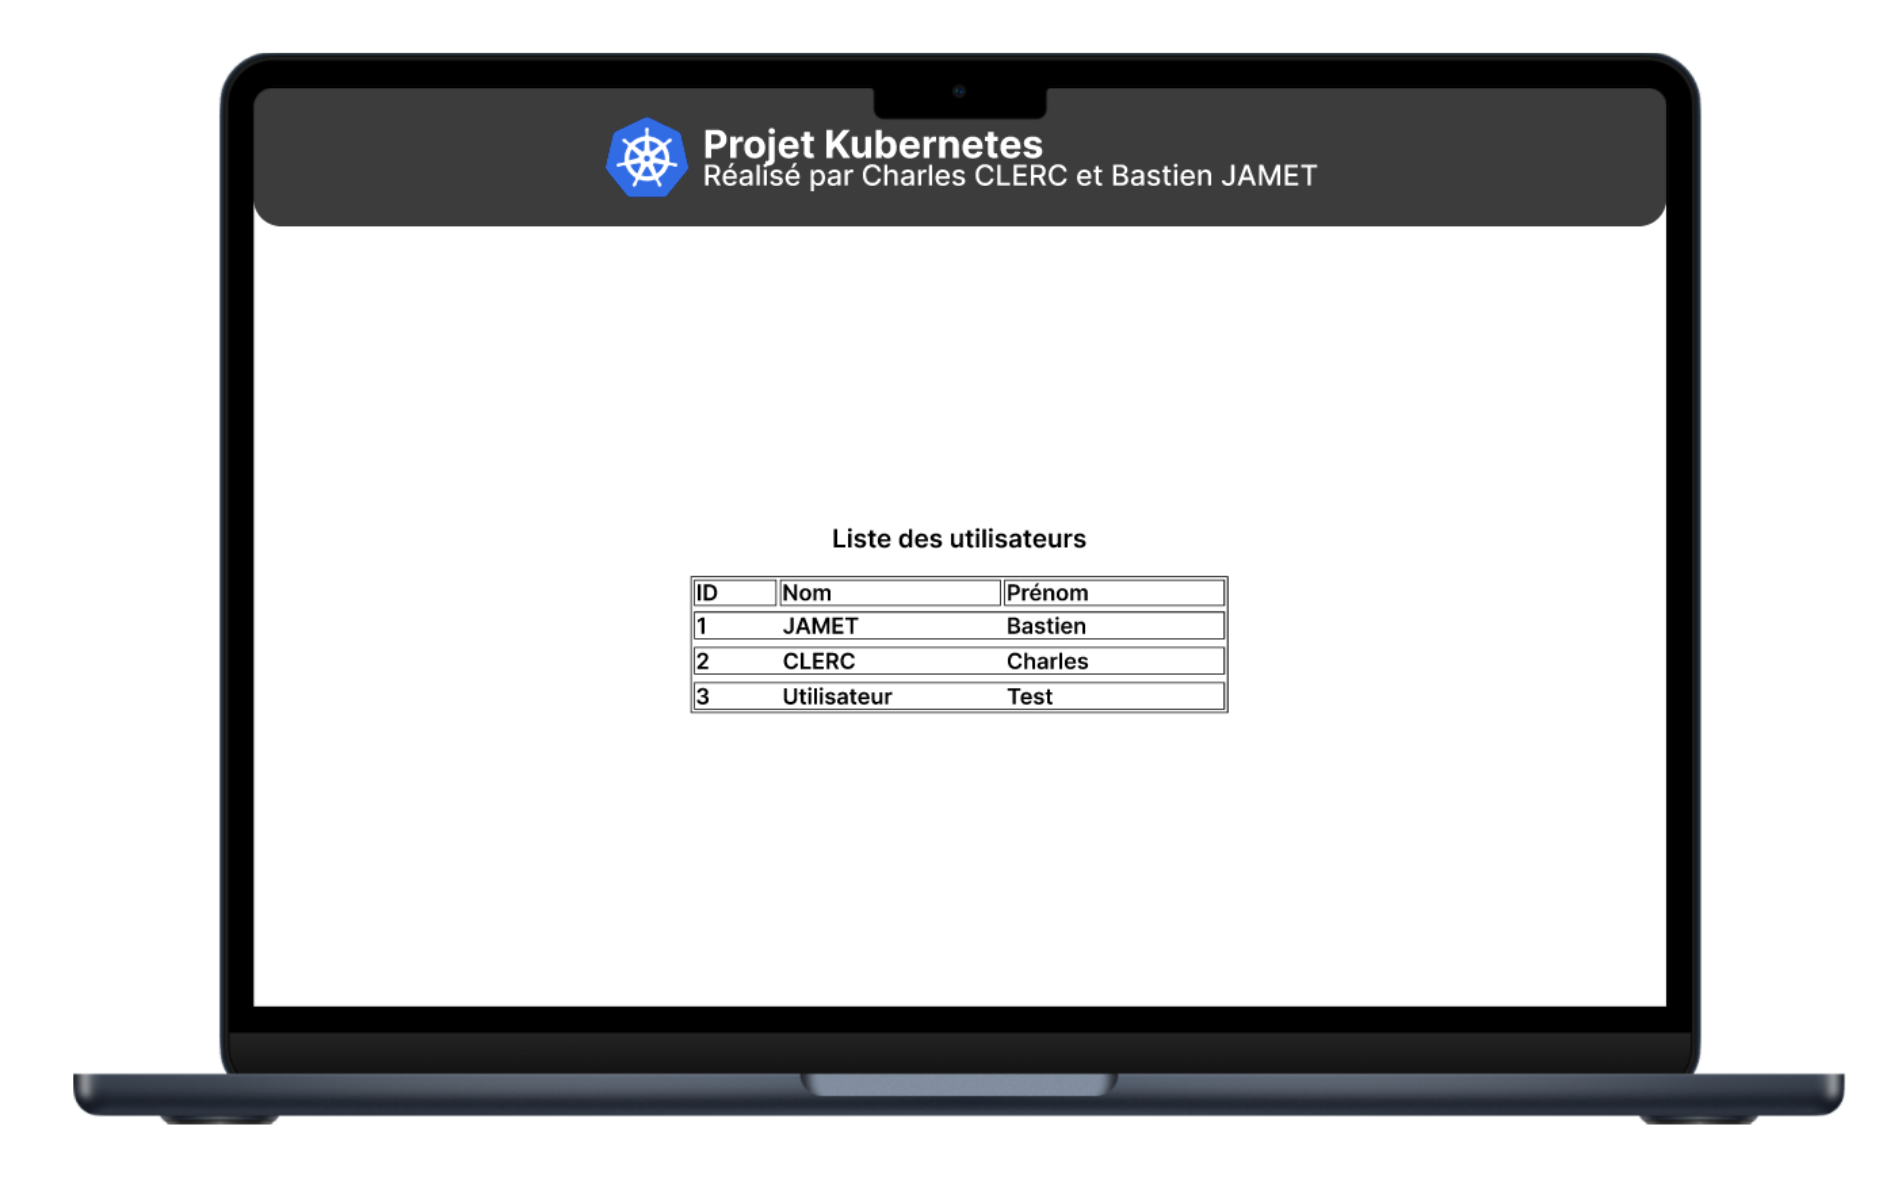 Projet Kubernetes
Réalisé par Charles CLERC et Bastien JAMET
Liste des utilisateurs
ID Nom Prénom
1 JAMET Bastien
2 CLERC Charles
3 Utilisateur Test